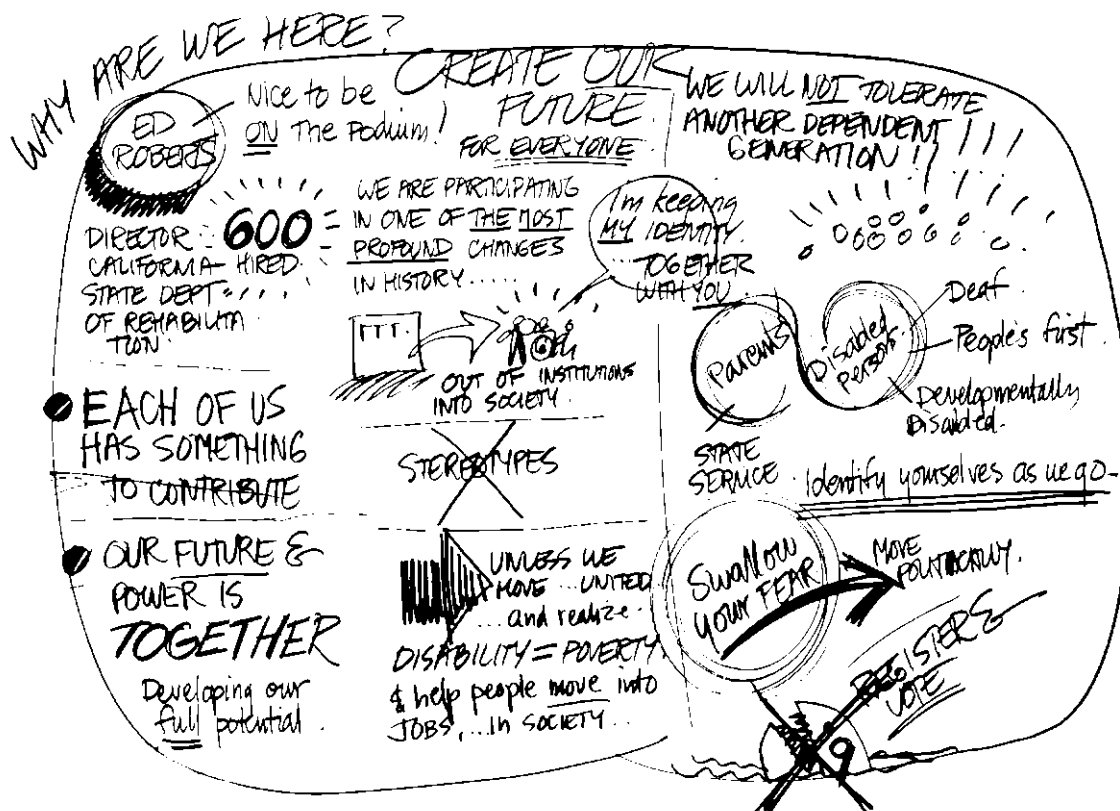 WHY ARE WE HERE?
ED
ROBERTS
Nice to be
ON The Podium!
CREATE OUR
FUTURE
FOR EVERYONE
DIRECTOR
CALIFORNIA
STATE DEPT
OF REHABILITA
TION
600
HIRED
WE ARE PARTICIPATING
IN ONE OF THE MOST
PROFOUND CHANGES
IN HISTORY.....
I'm keeping
MY IDENTITY
...TOGETHER
WITH YOU
OUT OF INSTITUTIONS
INTO SOCIETY
EACH OF US
HAS SOMETHING
TO CONTRIBUTE
STEREOTYPES
OUR FUTURE &
POWER IS
TOGETHER
Developing our
full potential
UNLESS WE
MOVE ...UNITED
...and realize
DISABILITY = POVERTY
& help people move into
JOBS,...in SOCIETY...
WE WILL NOT TOLERATE
ANOTHER DEPENDENT
GENERATION!!
Parents
Disabled
Persons
Deaf
People's first
Developmentally
Disabled
STATE
SERVICE
Identify yourselves as we go
Swallow
your FEAR
MOVE
POLITICALLY.
REGISTER &
VOTE
9